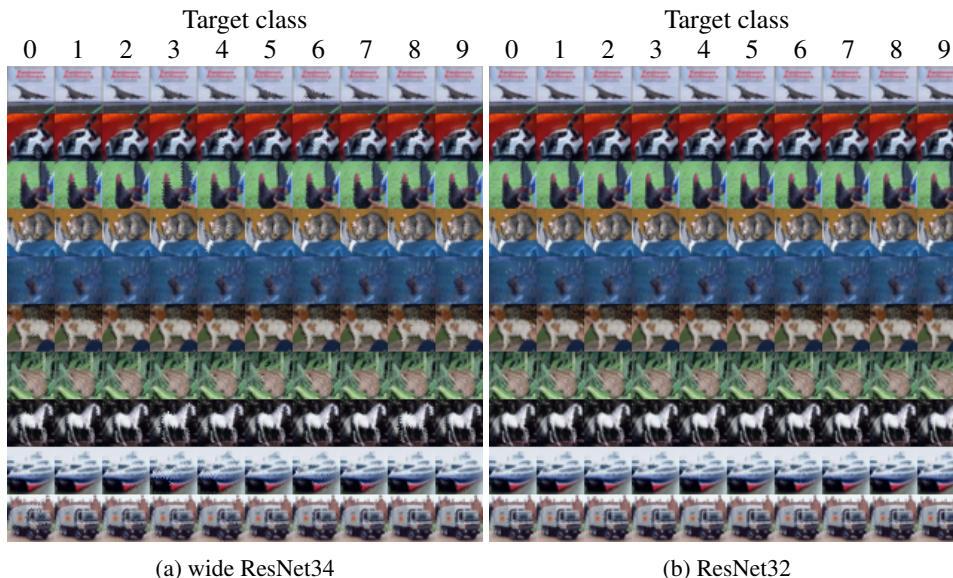 Target class
0 1 2 3 4 5 6 7 8 9
Target class
0 1 2 3 4 5 6 7 8 9
(a) wide ResNet34
(b) ResNet32